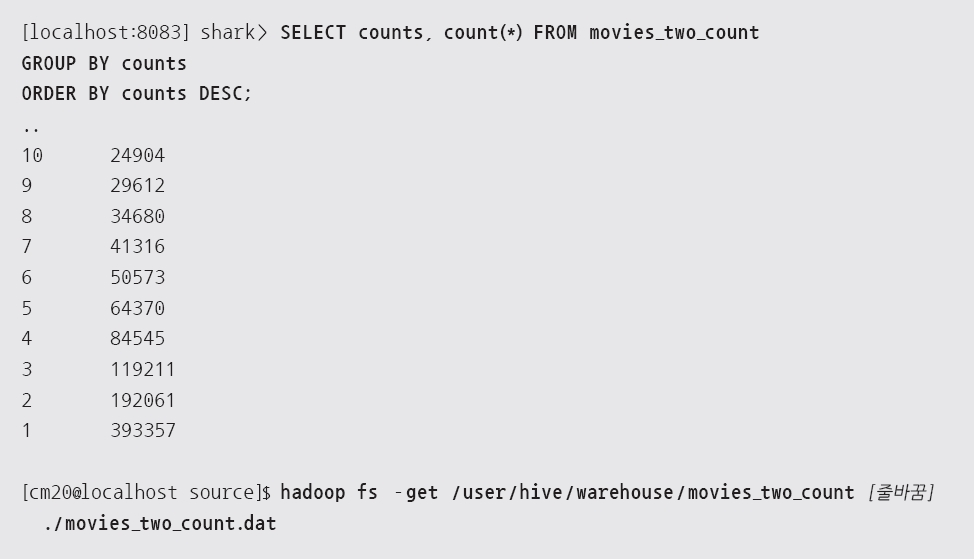 [localhost:8083] shark> SELECT counts, count(*) FROM movies_two_count
GROUP BY counts
ORDER BY counts DESC;
..
10 24904
9 29612
8 34680
7 41316
6 50573
5 64370
4 84545
3 119211
2 192061
1 393357
[cm20@localhost source]$ hadoop fs -get /user/hive/warehouse/movies_two_count [줄바꿈]
./movies_two_count.dat